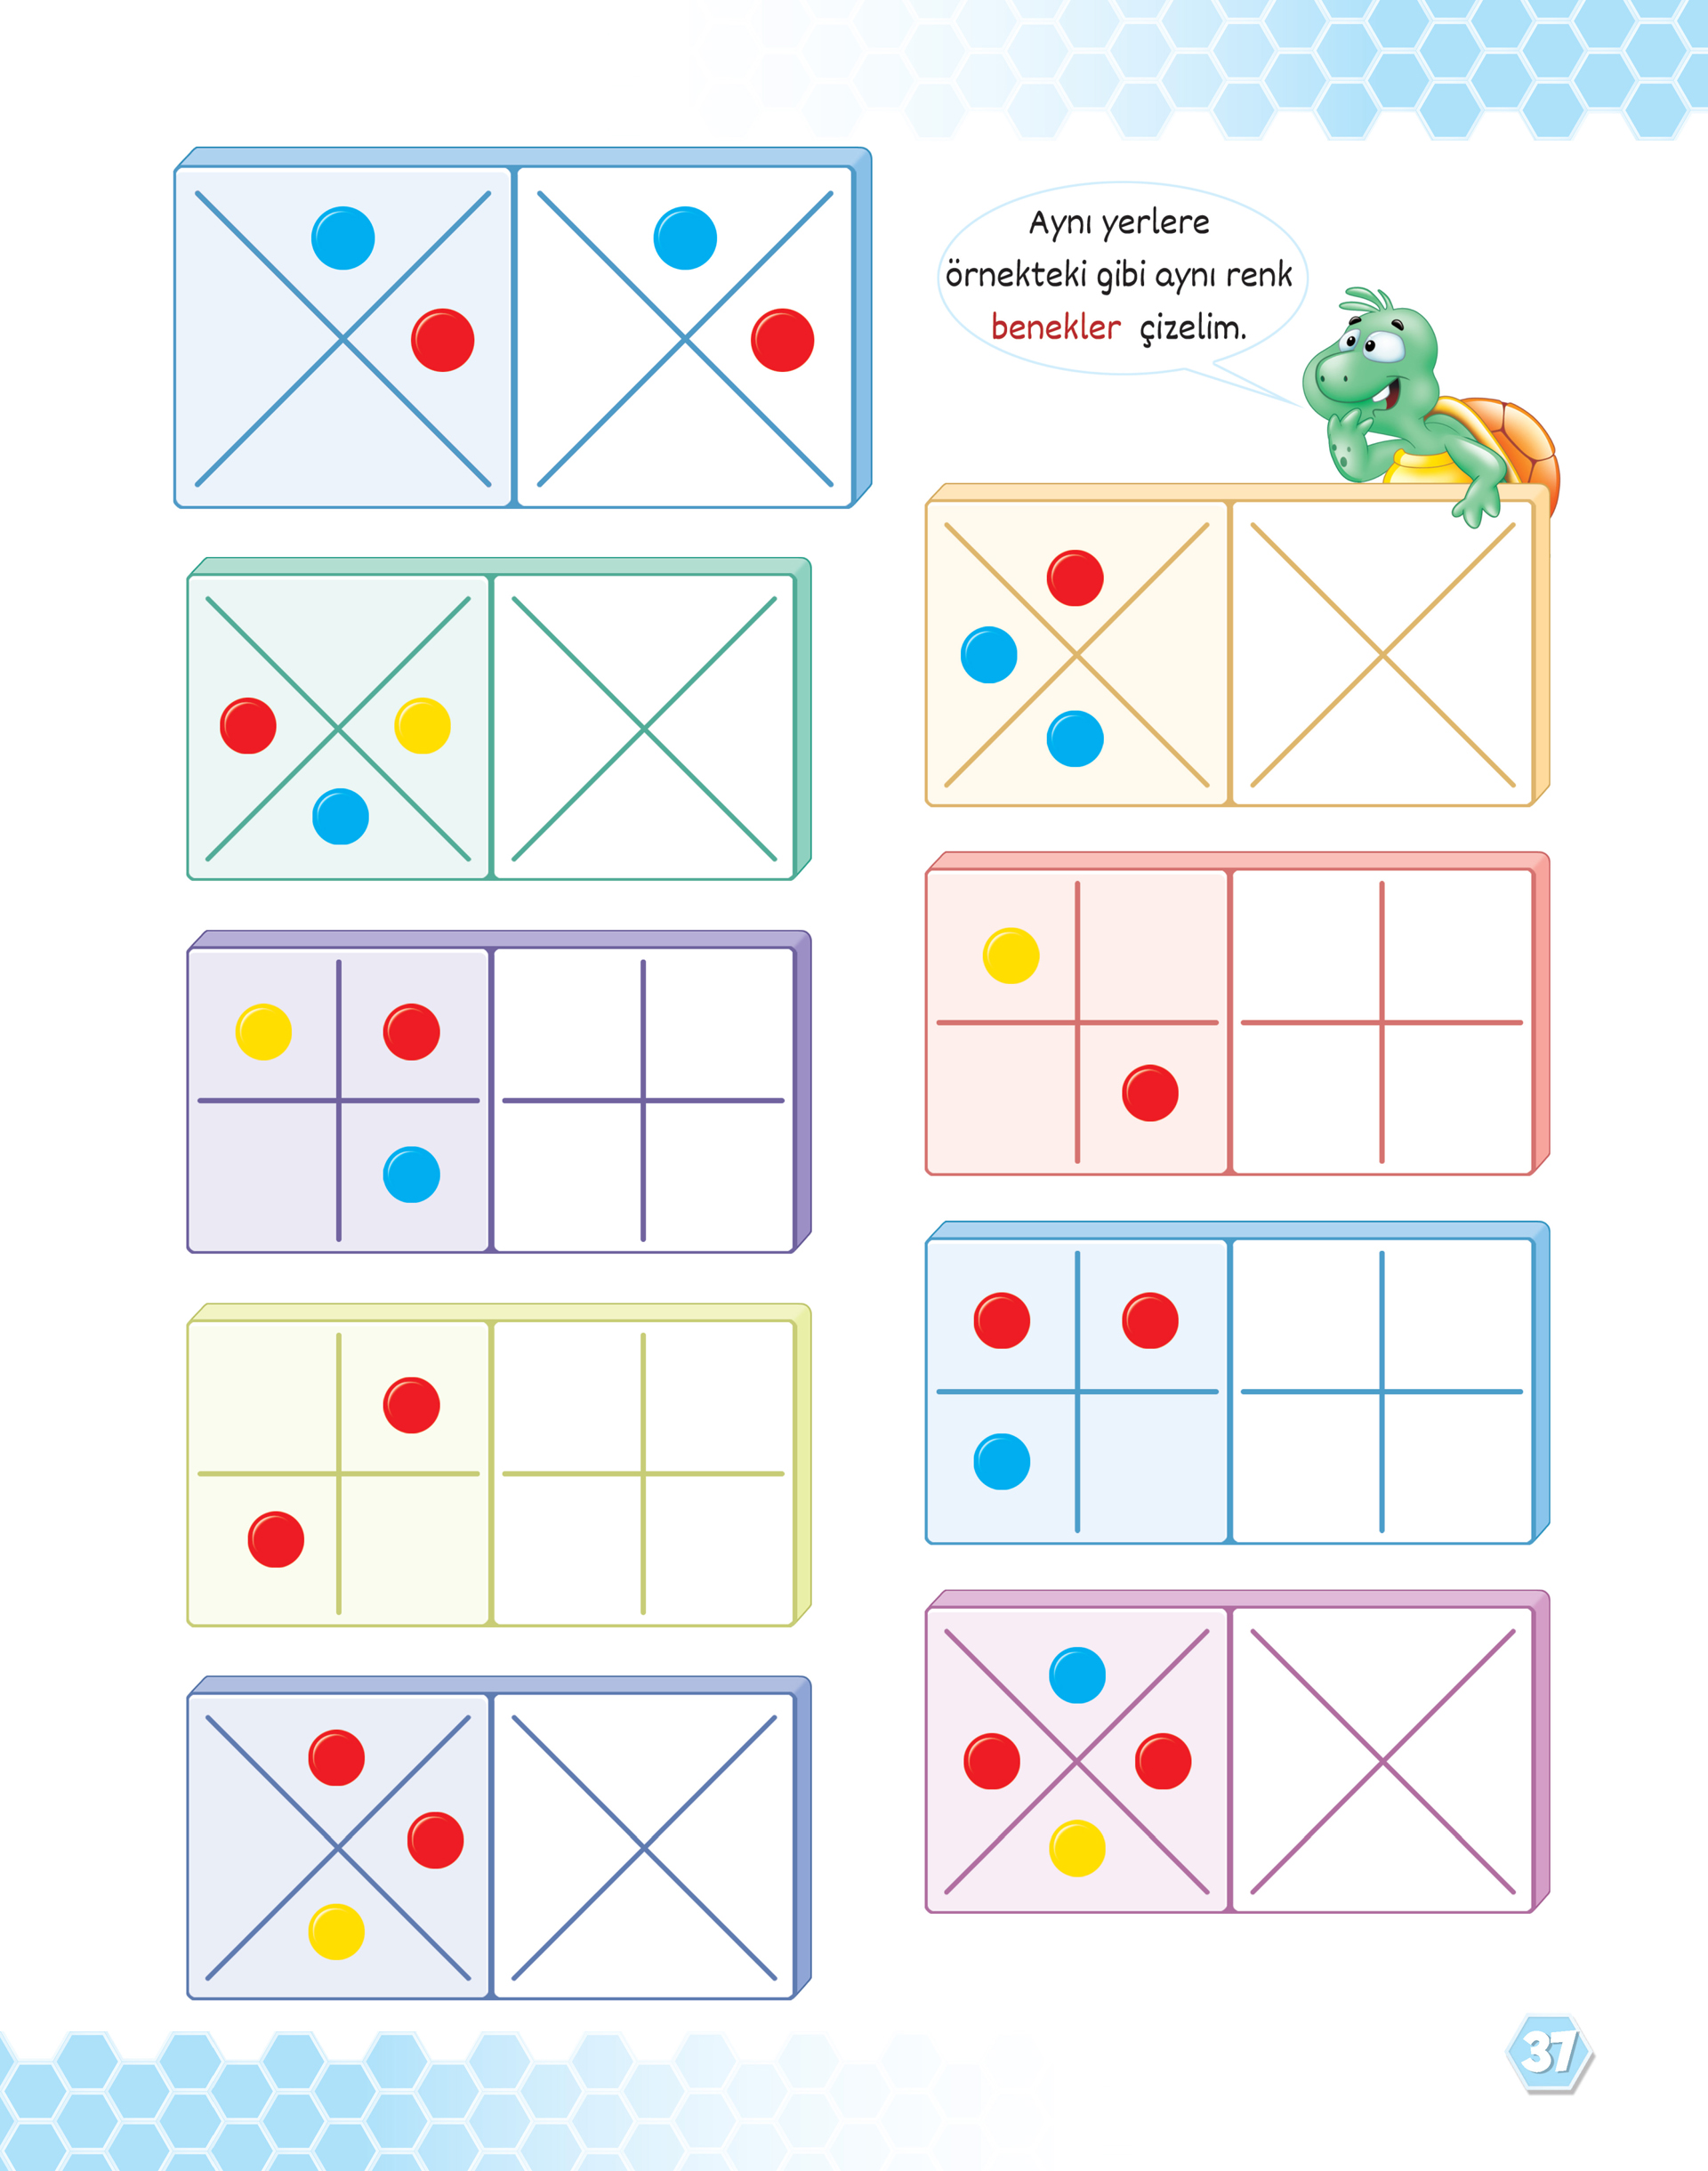 Aynı yerlere
örnekteki gibi aynı renk
benekler çizelim.
37